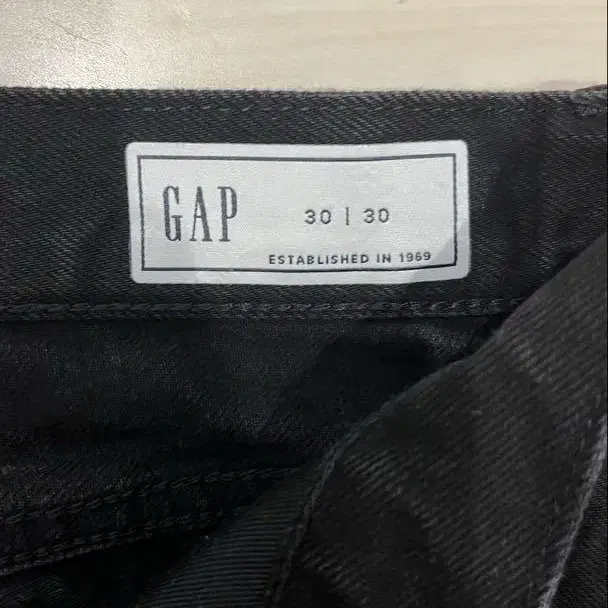 GAP
30 | 30
ESTABLISHED IN 1969